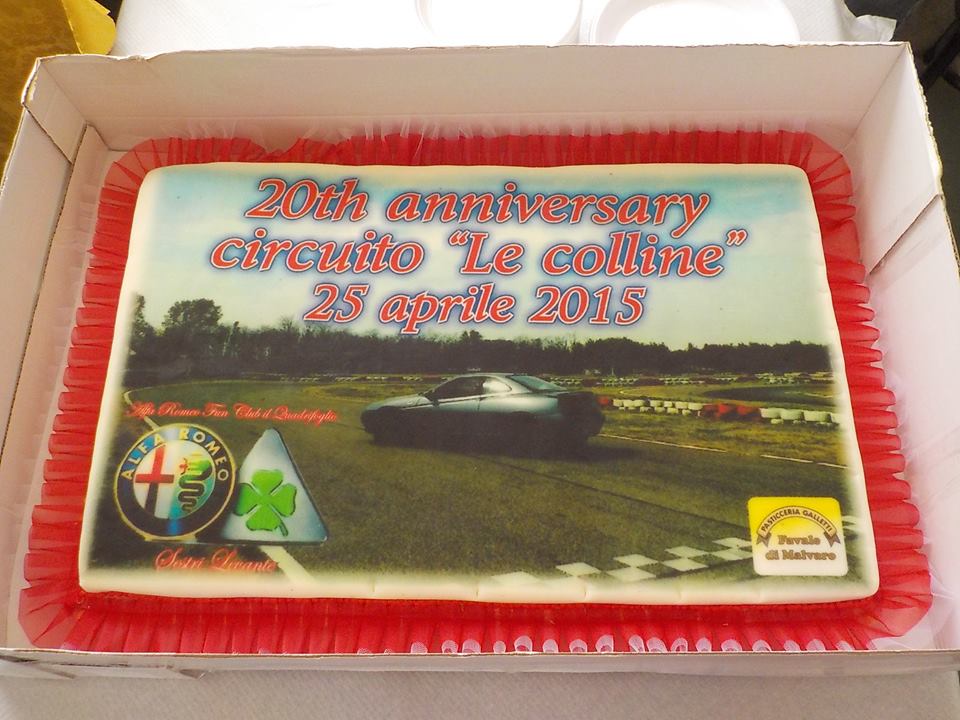 20th anniversary
circuito "Le colline"
25 aprile 2015
Alfa Romeo Fan Club il Quadrifoglio
ALFA ROMEO
Sestri Levante
PASTICCERIA GALLETTI
Favale
di Malvaro